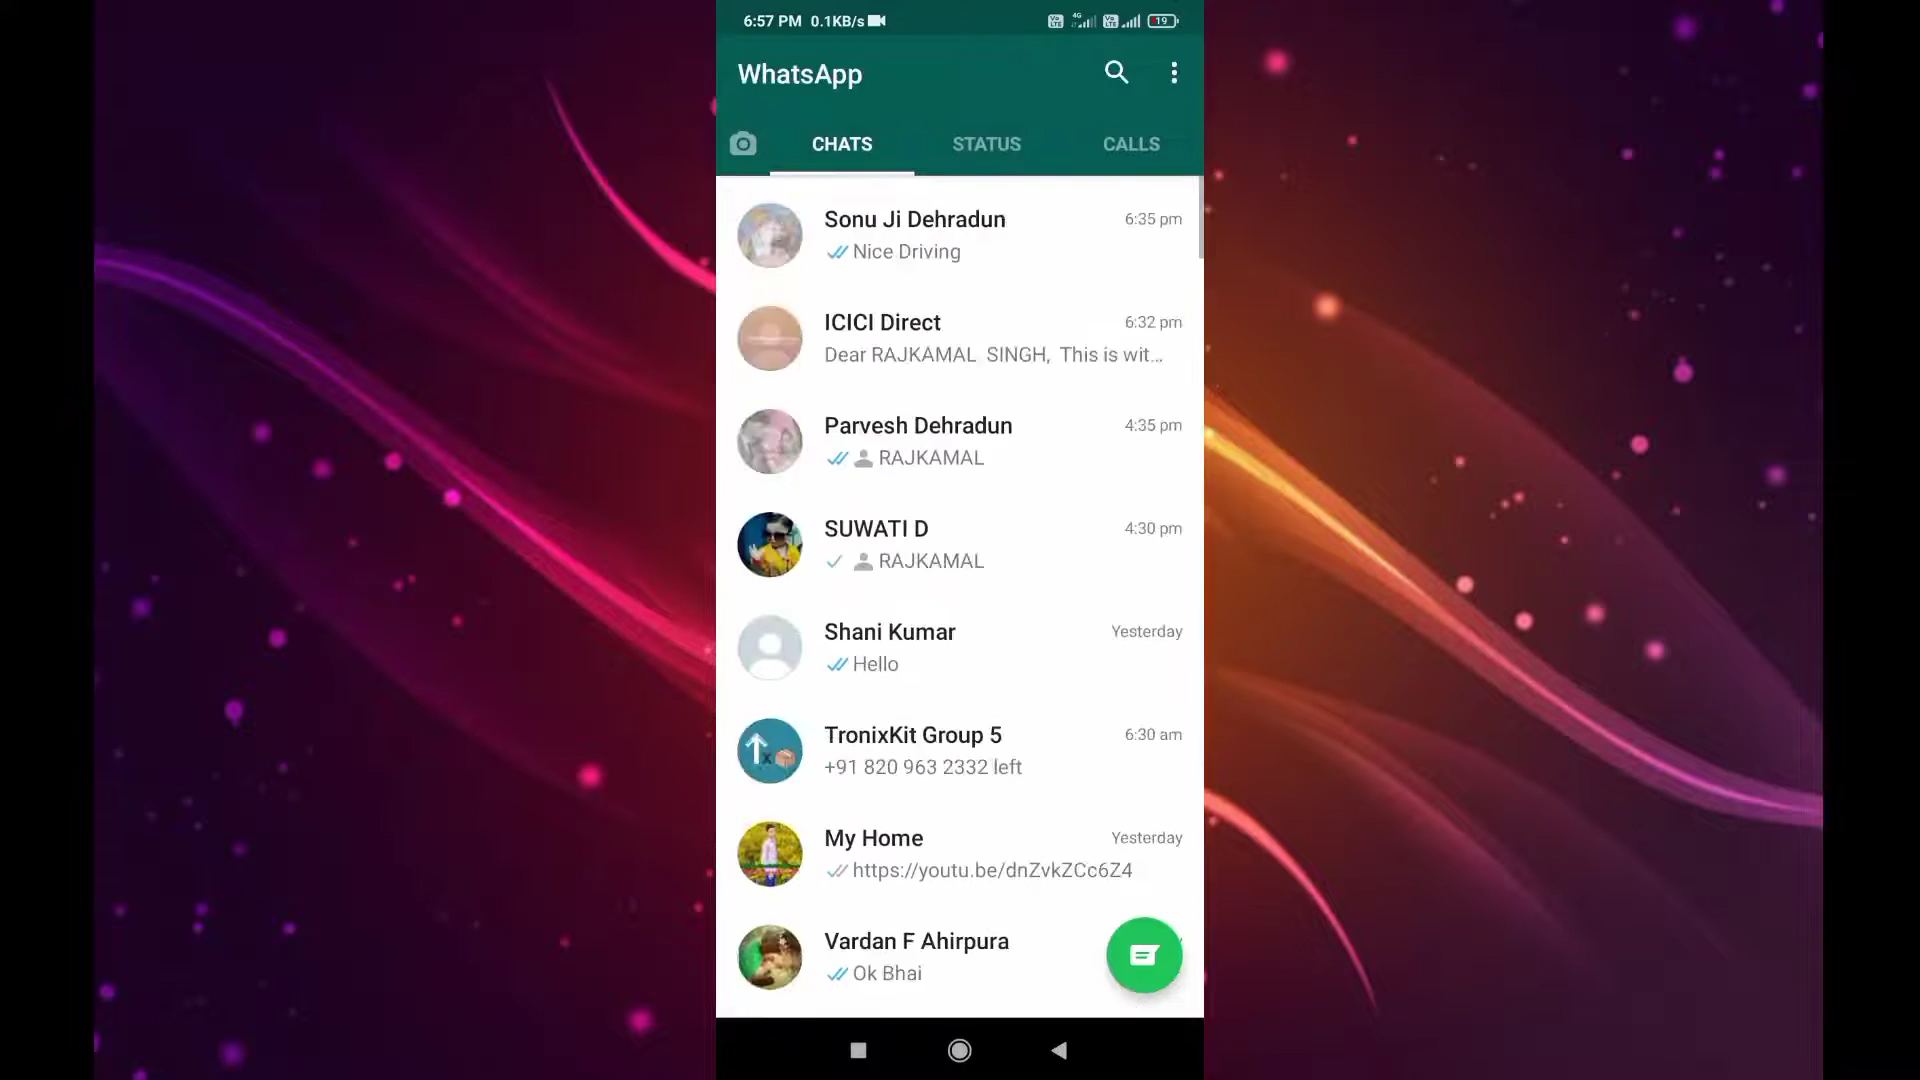 6:57 PM 0.1KB/s
4G
19
WhatsApp
CHATS STATUS CALLS
Sonu Ji Dehradun 6:35 pm
Nice Driving
ICICI Direct 6:32 pm
Dear RAJKAMAL SINGH, This is wit...
Parvesh Dehradun 4:35 pm
RAJKAMAL
SUWATI D 4:30 pm
RAJKAMAL
Shani Kumar Yesterday
Hello
TronixKit Group 5 6:30 am
+91 820 963 2332 left
My Home Yesterday
https://youtu.be/dnZvkZCc6Z4
Vardan F Ahirpura
Ok Bhai